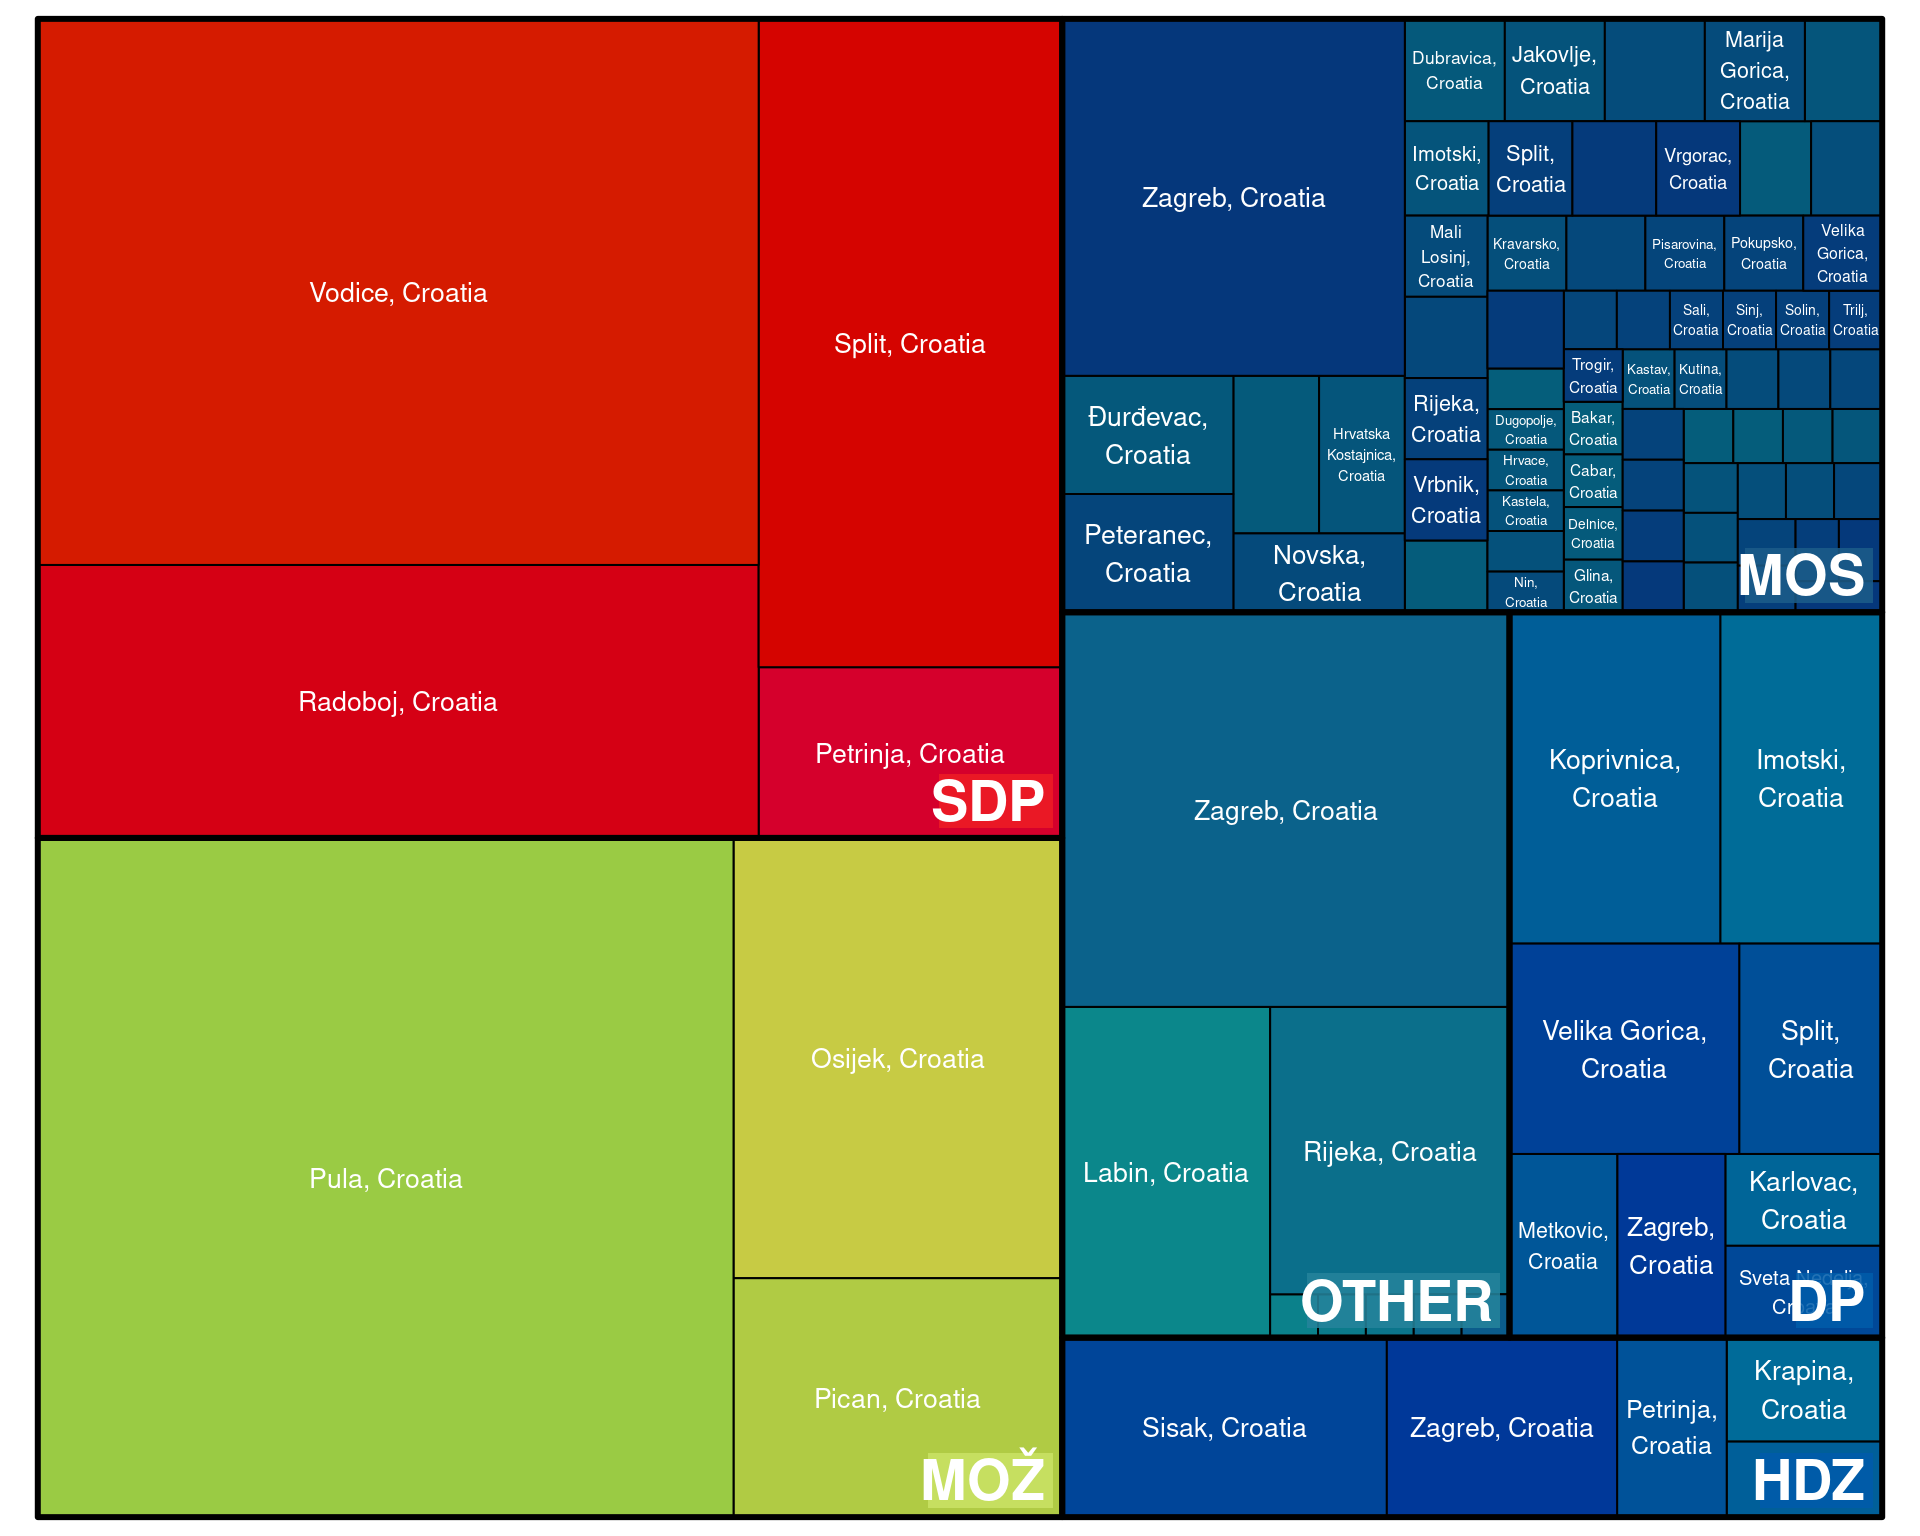 Vodice, Croatia
Split, Croatia
Radoboj, Croatia
Petrinja, Croatia
SDP
Pula, Croatia
Osijek, Croatia
Pican, Croatia
MOŽ
Zagreb, Croatia
Đurđevac,
Croatia
Peteranec,
Croatia
Hrvatska
Kostajnica,
Croatia
Novska,
Croatia
Dubravica,
Croatia
Jakovlje,
Croatia
Marija
Gorica,
Croatia
Imotski,
Croatia
Split,
Croatia
Vrgorac,
Croatia
Mali
Losinj,
Croatia
Kravarsko,
Croatia
Pisarovina,
Croatia
Pokupsko,
Croatia
Velika
Gorica,
Croatia
Sali,
Croatia
Sinj,
Croatia
Solin,
Croatia
Trilj,
Croatia
Rijeka,
Croatia
Vrbnik,
Croatia
Dugopolje,
Croatia
Hrvace,
Croatia
Kastela,
Croatia
Nin,
Croatia
Trogir,
Croatia
Kastav,
Croatia
Kutina,
Croatia
Bakar,
Croatia
Cabar,
Croatia
Delnice,
Croatia
Glina,
Croatia
MOS
Zagreb, Croatia
Labin, Croatia
Rijeka, Croatia
OTHER
Koprivnica,
Croatia
Imotski,
Croatia
Velika Gorica,
Croatia
Split,
Croatia
Metkovic,
Croatia
Zagreb,
Croatia
Karlovac,
Croatia
Sveta Nedelja,
Croatia
DP
Sisak, Croatia
Zagreb, Croatia
Petrinja,
Croatia
Krapina,
Croatia
HDZ